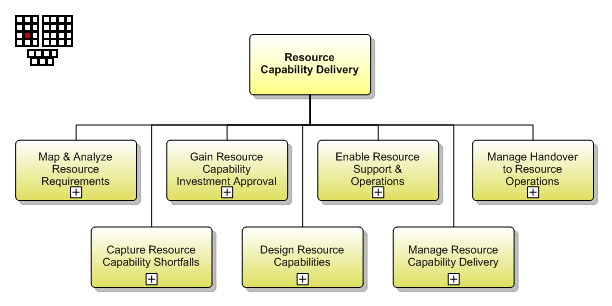 Resource
Capability Delivery
Map & Analyze
Resource
Requirements
Gain Resource
Capability
Investment Approval
Enable Resource
Support &
Operations
Manage Handover
to Resource
Operations
Capture Resource
Capability Shortfalls
Design Resource
Capabilities
Manage Resource
Capability Delivery